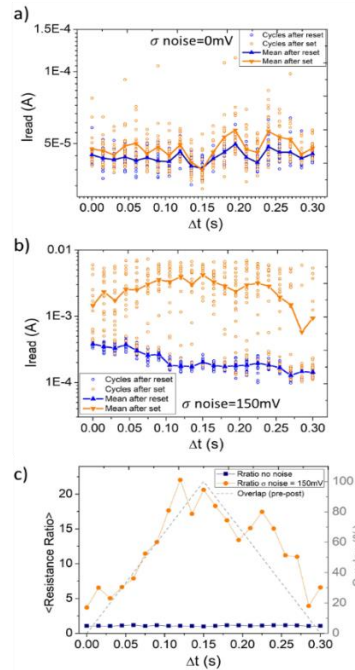 a)
1.5E-4
σ noise=0mV
Cycles after reset
Cycles after set
Mean after reset
Mean after set
1E-4
5E-5
Iread (A)
0.00 0.05 0.10 0.15 0.20 0.25 0.30
Δt (s)
b)
0.01
1E-3
1E-4
Iread (A)
Cycles after reset
Cycles after set
Mean after reset
Mean after set
σ noise=150mV
0.00 0.05 0.10 0.15 0.20 0.25 0.30
Δt (s)
c)
Rratio no noise
Rratio σ noise = 150mV
Overlap (pre-post)
20
15
10
5
0
<Resistance Ratio>
100
80
60
40
20
0
0.00 0.05 0.10 0.15 0.20 0.25 0.30
Δt (s)